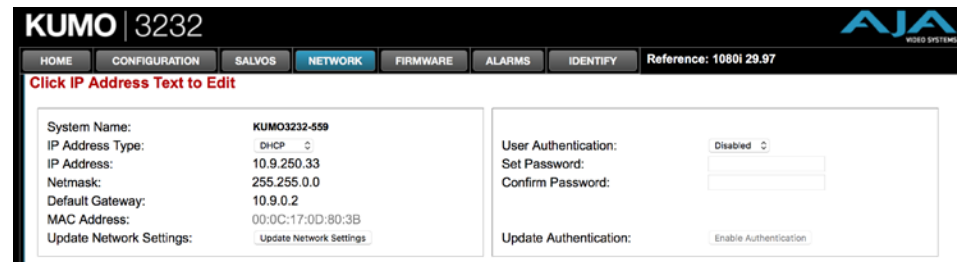 KUMO | 3232
AJA
VIDEO SYSTEMS
HOME CONFIGURATION SALVOS NETWORK FIRMWARE ALARMS IDENTIFY Reference: 1080i 29.97
Click IP Address Text to Edit
System Name: KUMO3232-559
IP Address Type: DHCP
IP Address: 10.9.250.33
Netmask: 255.255.0.0
Default Gateway: 10.9.0.2
MAC Address: 00:0C:17:0D:80:3B
Update Network Settings: Update Network Settings
User Authentication: Disabled
Set Password:
Confirm Password:
Update Authentication: Enable Authentication